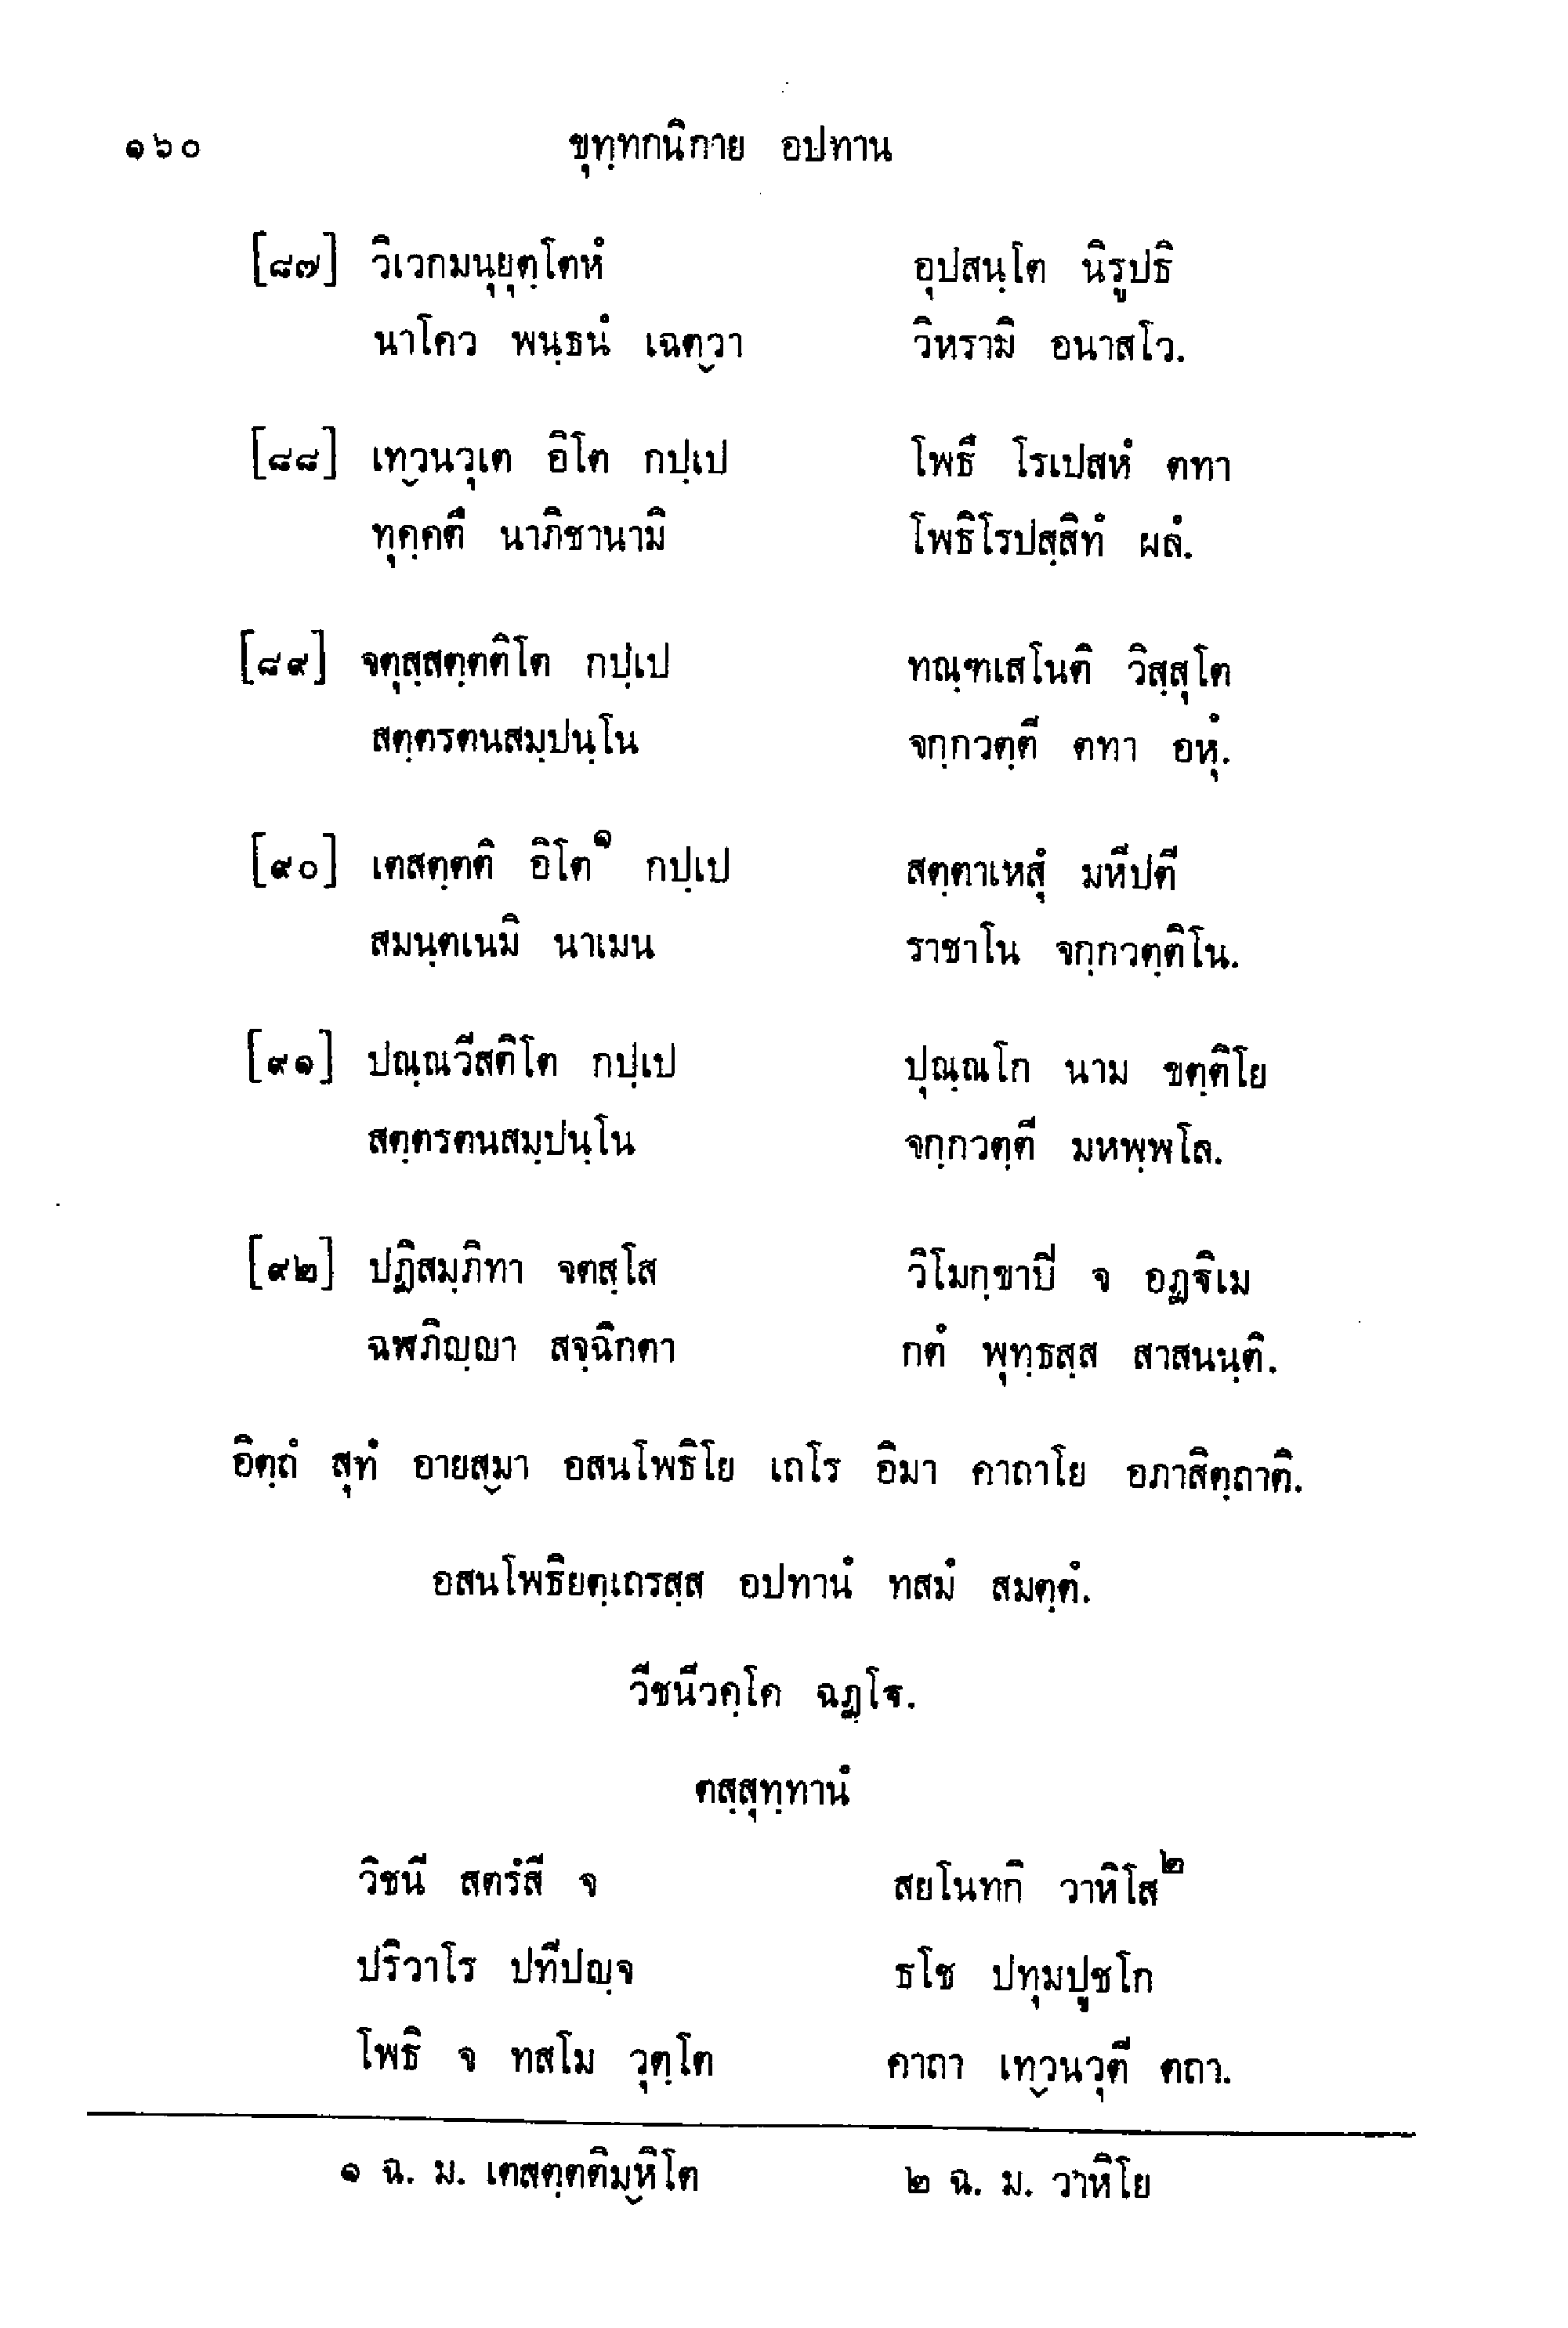 ๑๖๐ ขุทฺทกนิกาย อปทาน
[๘๗] วิเวกมนุยุตฺโตหํ อุปสนฺโต นิรูปธิ
นาโคว พนฺธนํ เฉตฺวา วิหรามิ อนาสโว.
[๘๘] เทฺวนวุเต อิโต กปฺเป โพธึ โรเปสหํ ตทา
ทุคฺคตึ นาภิชานามิ โพธิโรปสฺสิทํ ผลํ.
[๘๙] จตุสฺสตฺตติโต กปฺเป ทณฺฑเสโนติ วิสฺสุโต
สตฺตรตนสมฺปนฺโน จกฺกวตฺตี ตทา อหุํ.
[๙๐] เตสตฺตติ อิโต๑ กปฺเป สตฺตาเหสุํ มหีปตี
สมนฺตเนมิ นาเมน ราชาโน จกฺกวตฺติโน.
[๙๑] ปณฺณวีสติโต กปฺเป ปุณฺณโก นาม ขตฺติโย
สตฺตรตนสมฺปนฺโน จกฺกวตฺตี มหพฺพโล.
[๙๒] ปฏิสมฺภิทา จตสฺโส วิโมกฺขาปี จ อฏฺฐิเม
ฉฬภิญฺญา สจฺฉิกตา กตํ พุทฺธสฺส สาสนนฺติ.
อิตฺถํ สุทํ อายสฺมา อสนโพธิโย เถโร อิมา คาถาโย อภาสิตฺถาติ.
อสนโพธิยตฺเถรสฺส อปทานํ ทสมํ สมตฺตํ.
วีชนีวคฺโค ฉฏฺโฐ.
ตสฺสุทฺทานํ
วิชนี สตรํสี จ สยโนทกิ วาหิโส๒
ปริวาโร ปทีปญฺจ ธโช ปทุมปูชโก
โพธิ จ ทสโม วุตฺโต คาถา เทฺวนวุตี ตถา.
๑ ฉ. ม. เตสตฺตติมฺหิโต ๒ ฉ. ม. วาหิโย